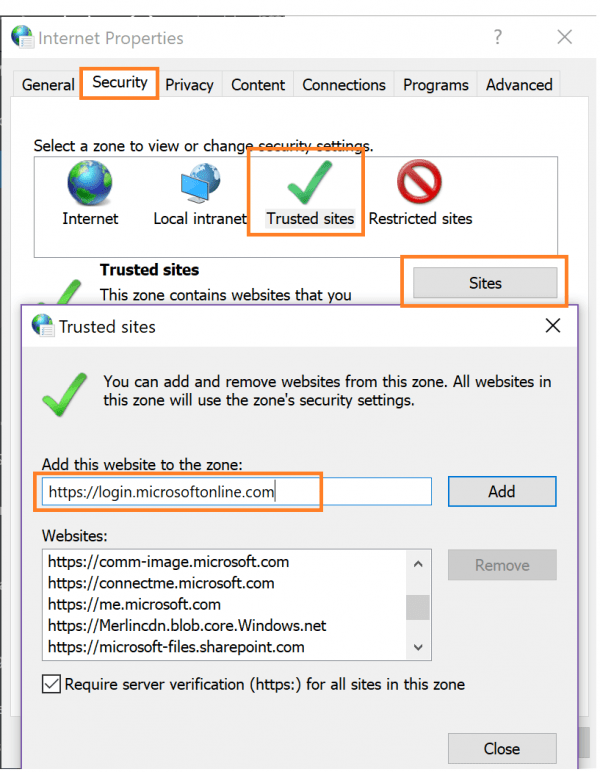 Internet Properties
General Security Privacy Content Connections Programs Advanced
Select a zone to view or change security settings.
Internet Local intranet Trusted sites Restricted sites
Trusted sites
Sites
This zone contains websites that you
Trusted sites
You can add and remove websites from this zone. All websites in
this zone will use the zone's security settings.
Add this website to the zone:
https://login.microsoftonline.com
Add
Websites:
https://comm-image.microsoft.com
Remove
https://connectme.microsoft.com
https://me.microsoft.com
https://Merlincdn.blob.core.Windows.net
https://microsoft-files.sharepoint.com
Require server verification (https:) for all sites in this zone
Close